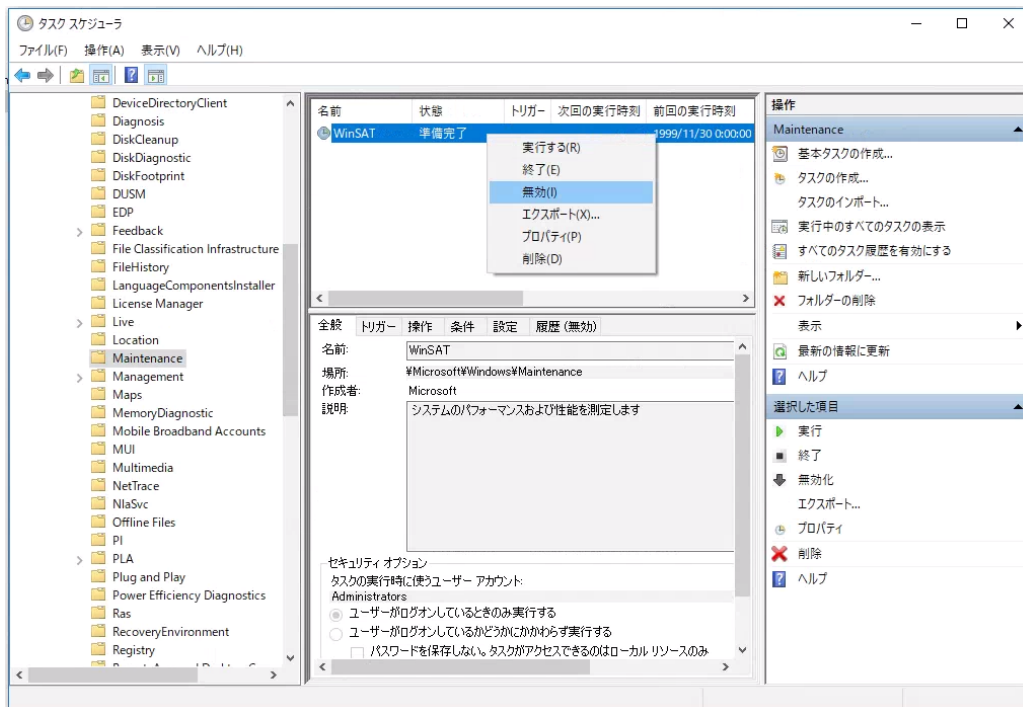 タスク スケジューラ
ファイル(F) 操作(A) 表示(V) ヘルプ(H)
DeviceDirectoryClient
Diagnosis
DiskCleanup
DiskDiagnostic
DiskFootprint
DUSM
EDP
Feedback
File Classification Infrastructure
FileHistory
LanguageComponentsInstaller
License Manager
Live
Location
Maintenance
Management
Maps
MemoryDiagnostic
Mobile Broadband Accounts
MUI
Multimedia
NetTrace
NlaSvc
Offline Files
PI
PLA
Plug and Play
Power Efficiency Diagnostics
Ras
RecoveryEnvironment
Registry
名前 状態 トリガー 次回の実行時刻 前回の実行時刻
WinSAT 準備完了 1999/11/30 0:00:00
実行する(R)
終了(E)
無効(I)
エクスポート(X)...
プロパティ(P)
削除(D)
全般 トリガー 操作 条件 設定 履歴 (無効)
名前: WinSAT
場所: ¥Microsoft¥Windows¥Maintenance
作成者: Microsoft
説明: システムのパフォーマンスおよび性能を測定します
セキュリティ オプション
タスクの実行時に使うユーザー アカウント:
Administrators
ユーザーがログオンしているときのみ実行する
ユーザーがログオンしているかどうかにかかわらず実行する
パスワードを保存しない。タスクがアクセスできるのはローカル リソースのみ
操作
Maintenance
基本タスクの作成...
タスクの作成...
タスクのインポート...
実行中のすべてのタスクの表示
すべてのタスク履歴を有効にする
新しいフォルダー...
フォルダーの削除
表示
最新の情報に更新
ヘルプ
選択した項目
実行
終了
無効化
エクスポート...
プロパティ
削除
ヘルプ